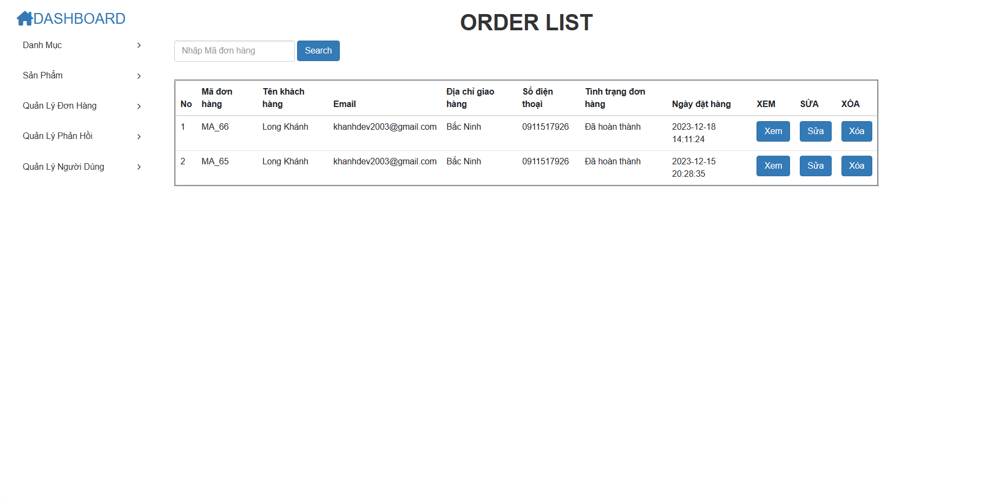 DASHBOARD
Danh Mục
Sản Phẩm
Quản Lý Đơn Hàng
Quản Lý Phản Hồi
Quản Lý Người Dùng
ORDER LIST
Nhập Mã đơn hàng Search
No Mã đơn hàng Tên khách hàng Email Địa chỉ giao hàng Số điện thoại Tình trạng đơn hàng Ngày đặt hàng XEM SỬA XÓA
1 MA_66 Long Khánh khanhdev2003@gmail.com Bắc Ninh 0911517926 Đã hoàn thành 2023-12-18 14:11:24 Xem Sửa Xóa
2 MA_65 Long Khánh khanhdev2003@gmail.com Bắc Ninh 0911517926 Đã hoàn thành 2023-12-15 20:28:35 Xem Sửa Xóa